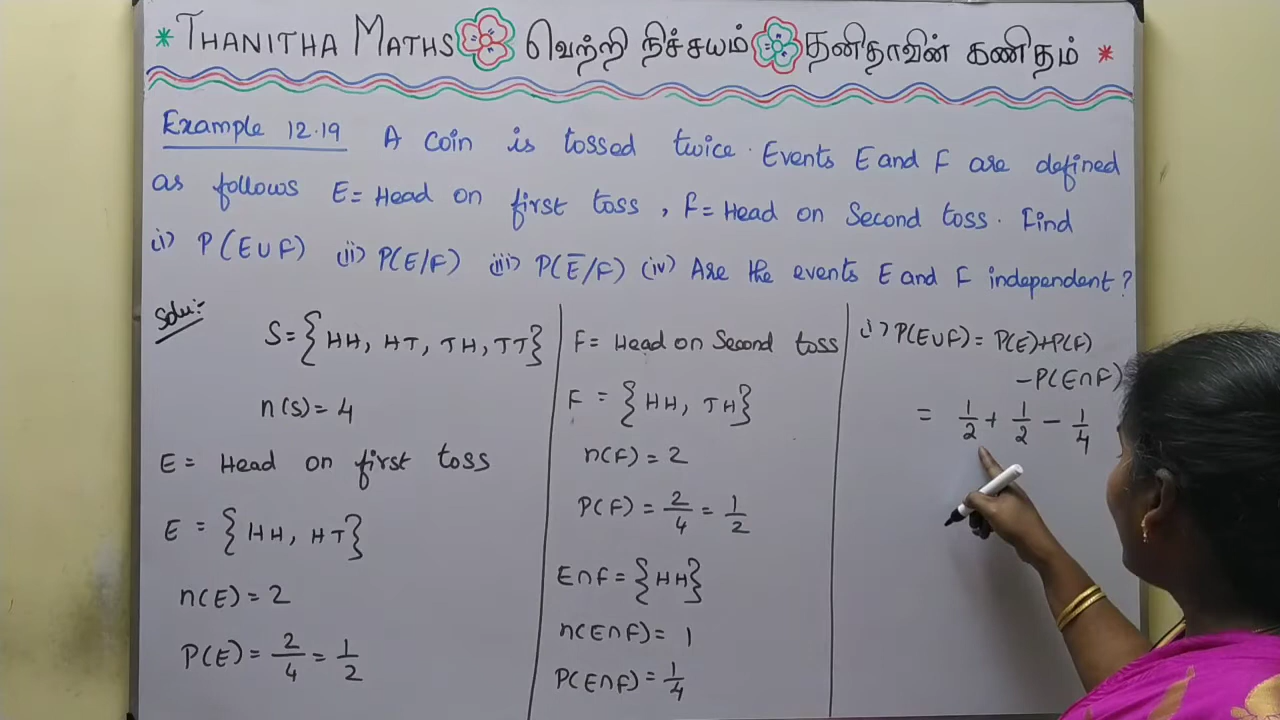 * THANITHA MATHS வெற்றி நிச்சயம் தனிதாவின் கணிதம் *
Example 12.19 A coin is tossed twice. Events E and F are defined
as follows E= Head on first toss, F= Head on Second toss. Find
(i) P(E∪F) (ii) P(E/F) (iii) P(Ē/F) (iv) Are the events E and F independent?
Solu:-
S={HH, HT, TH, TT}
n(S)=4
E= Head on first toss
E = {HH, HT}
n(E)=2
P(E)= 2/4 = 1/2
F= Head on Second toss
F = {HH, TH}
n(F)=2
P(F)= 2/4 = 1/2
E∩F={HH}
n(E∩F)= 1
P(E∩F)= 1/4
(i) P(E∪F)= P(E)+P(F)
-P(E∩F)
= 1/2 + 1/2 - 1/4